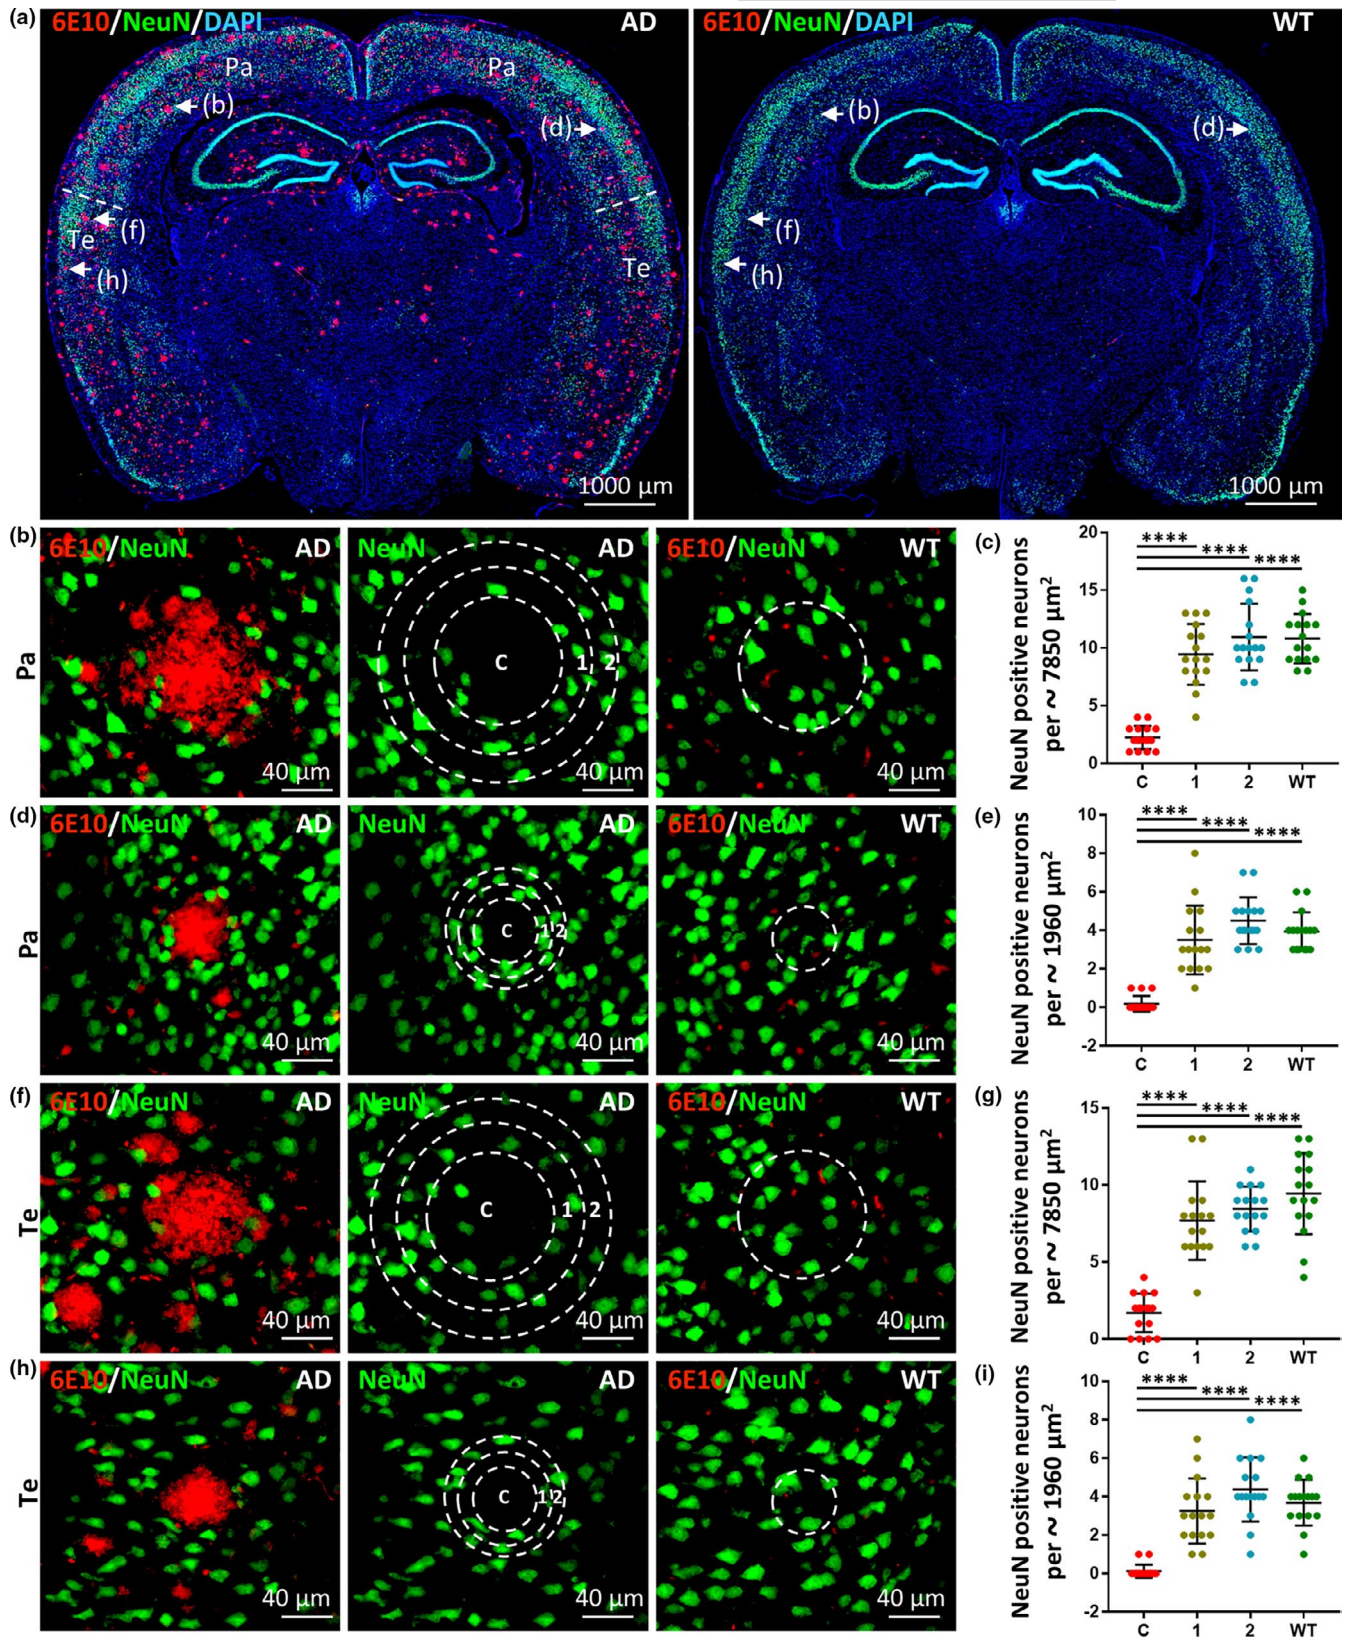 (a) 6E10/NeuN/DAPI AD
6E10/NeuN/DAPI WT
Pa Pa
(b) (d)
(f) Te (h)
Te
1000 µm
(b) (d)
(f)
(h)
1000 µm
(b) Pa
6E10/NeuN AD
40 µm
NeuN AD
C 1 2
40 µm
6E10/NeuN WT
40 µm
(c) NeuN positive neurons
per ~ 7850 µm²
**** **** ****
20
15
10
5
0
C 1 2 WT
(d) Pa
6E10/NeuN AD
40 µm
NeuN AD
C 1 2
40 µm
6E10/NeuN WT
40 µm
(e) NeuN positive neurons
per ~ 1960 µm²
**** **** ****
10
8
6
4
2
0
-2
C 1 2 WT
(f) Te
6E10/NeuN AD
40 µm
NeuN AD
C 1 2
40 µm
6E10/NeuN WT
40 µm
(g) NeuN positive neurons
per ~ 7850 µm²
**** **** ****
15
10
5
0
C 1 2 WT
(h) Te
6E10/NeuN AD
40 µm
NeuN AD
C 1 2
40 µm
6E10/NeuN WT
40 µm
(i) NeuN positive neurons
per ~ 1960 µm²
**** **** ****
10
8
6
4
2
0
-2
C 1 2 WT